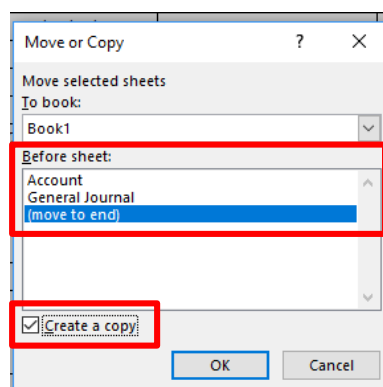 Move or Copy ?
Move selected sheets
To book:
Book1
Before sheet:
Account
General Journal
(move to end)
Create a copy
OK Cancel